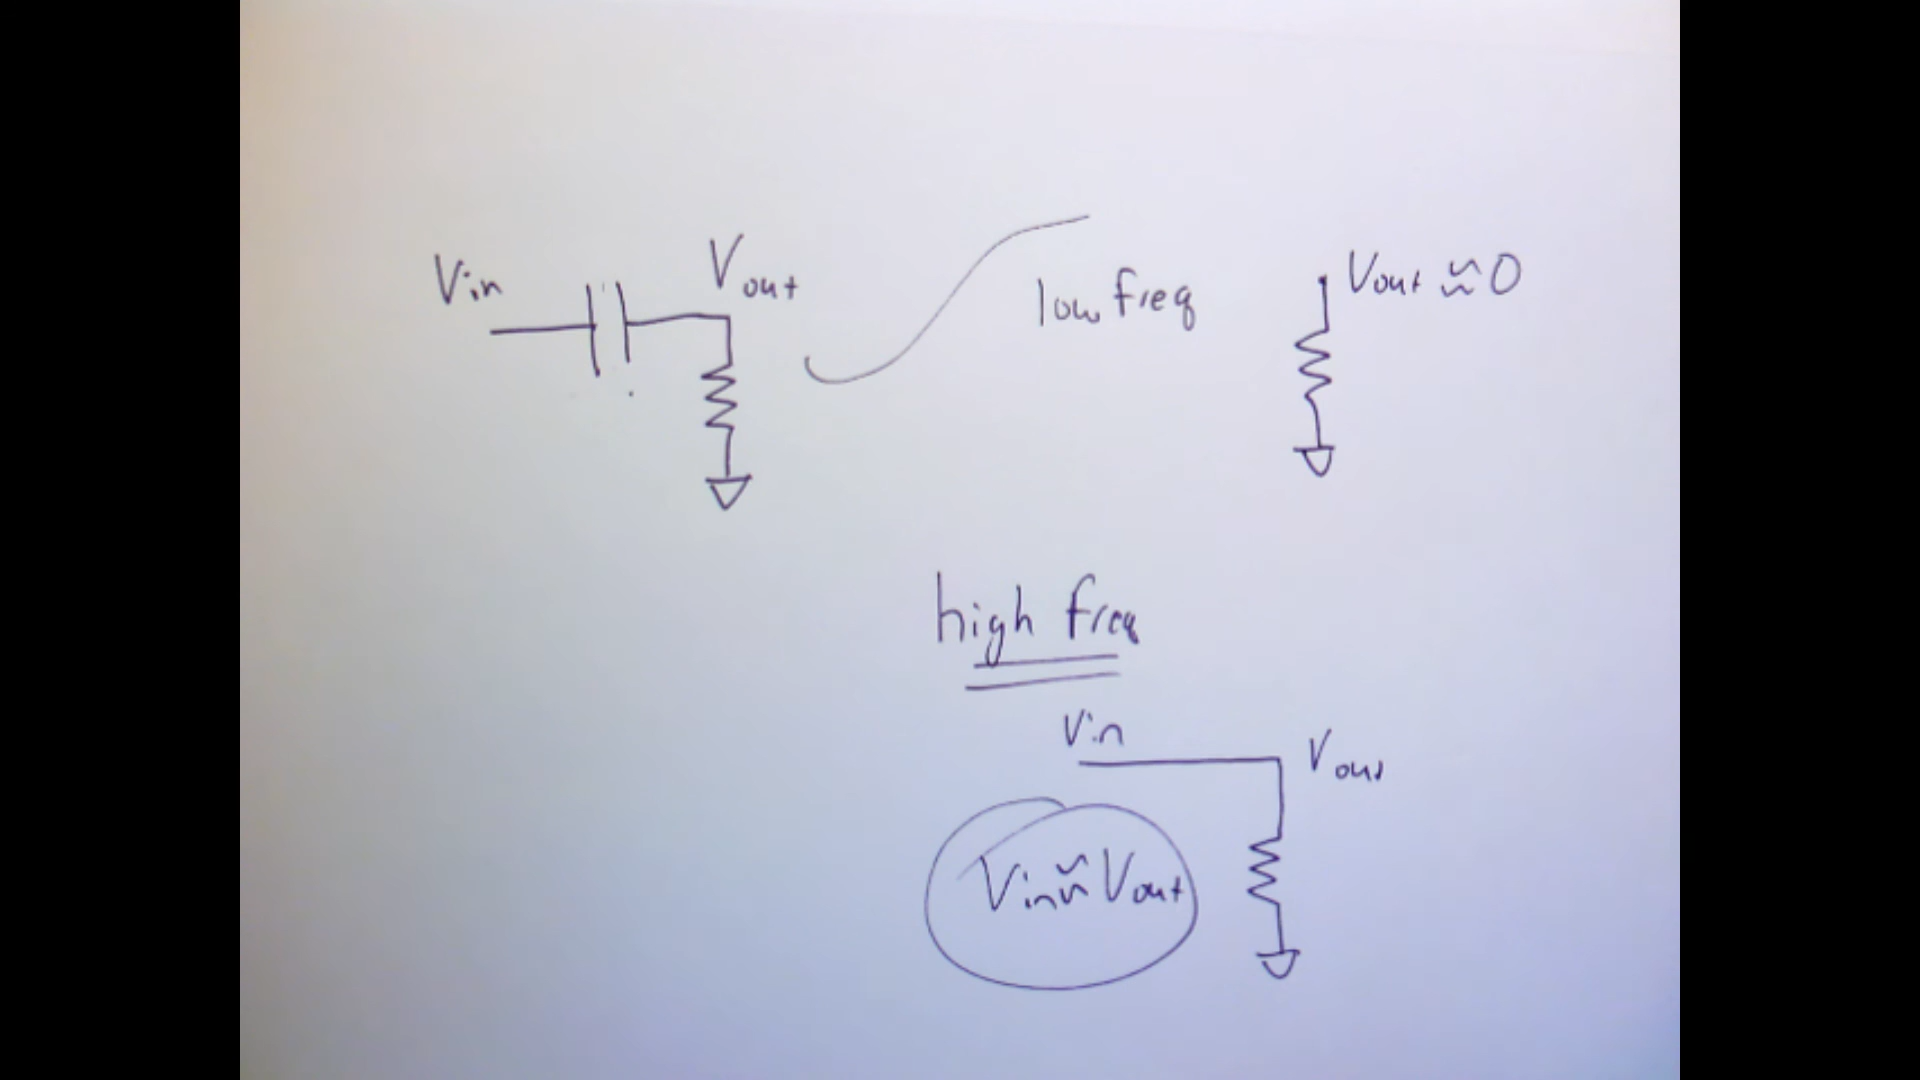 Vin
Vout
low freq
Vout ≈ 0
high freq
Vin
Vout
Vin ≈ Vout